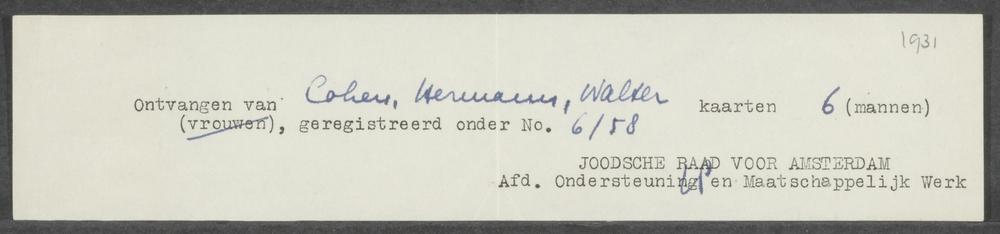 1931
Ontvangen van Cohen, Hermann, Walter kaarten 6 (mannen)
(vrouwen), geregistreerd onder No. 6/58
JOODSCHE RAAD VOOR AMSTERDAM
Afd. Ondersteuning en Maatschappelijk Werk